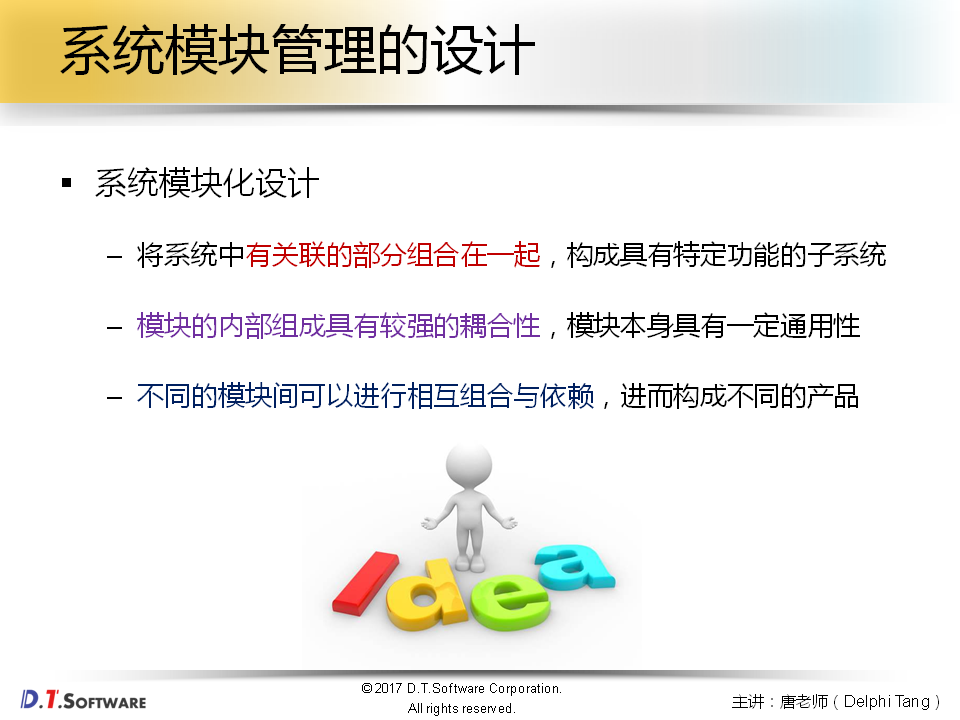 系统模块管理的设计
▪ 系统模块化设计
– 将系统中有关联的部分组合在一起，构成具有特定功能的子系统
– 模块的内部组成具有较强的耦合性，模块本身具有一定通用性
– 不同的模块间可以进行相互组合与依赖，进而构成不同的产品
Idea
D.T.SOFTWARE
©2017 D.T.Software Corporation.
All rights reserved.
主讲：唐老师（Delphi Tang）